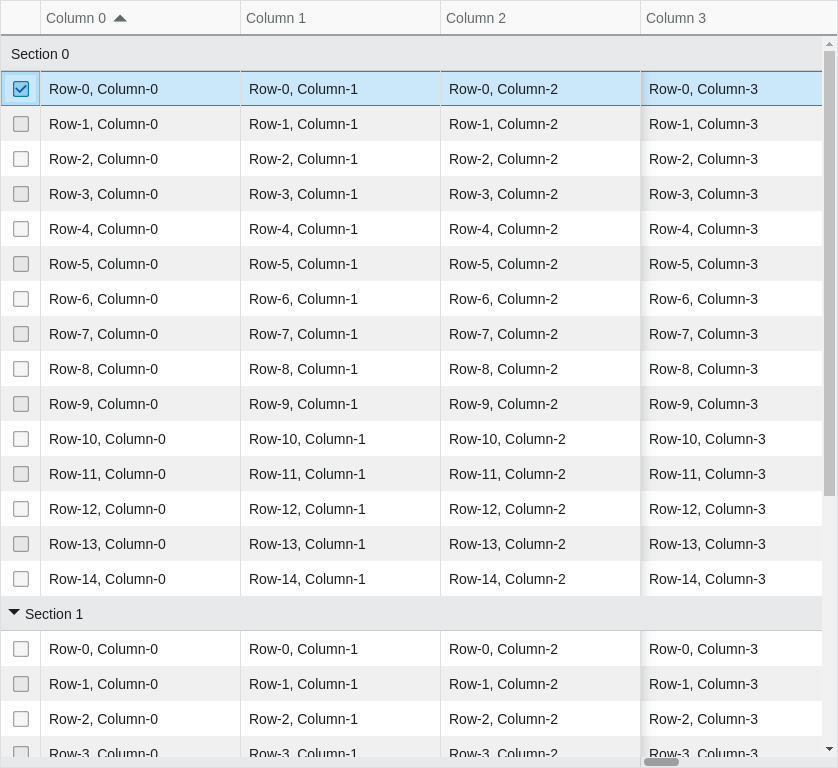 Column 0 Column 1 Column 2 Column 3
Section 0
Row-0, Column-0 Row-0, Column-1 Row-0, Column-2 Row-0, Column-3
Row-1, Column-0 Row-1, Column-1 Row-1, Column-2 Row-1, Column-3
Row-2, Column-0 Row-2, Column-1 Row-2, Column-2 Row-2, Column-3
Row-3, Column-0 Row-3, Column-1 Row-3, Column-2 Row-3, Column-3
Row-4, Column-0 Row-4, Column-1 Row-4, Column-2 Row-4, Column-3
Row-5, Column-0 Row-5, Column-1 Row-5, Column-2 Row-5, Column-3
Row-6, Column-0 Row-6, Column-1 Row-6, Column-2 Row-6, Column-3
Row-7, Column-0 Row-7, Column-1 Row-7, Column-2 Row-7, Column-3
Row-8, Column-0 Row-8, Column-1 Row-8, Column-2 Row-8, Column-3
Row-9, Column-0 Row-9, Column-1 Row-9, Column-2 Row-9, Column-3
Row-10, Column-0 Row-10, Column-1 Row-10, Column-2 Row-10, Column-3
Row-11, Column-0 Row-11, Column-1 Row-11, Column-2 Row-11, Column-3
Row-12, Column-0 Row-12, Column-1 Row-12, Column-2 Row-12, Column-3
Row-13, Column-0 Row-13, Column-1 Row-13, Column-2 Row-13, Column-3
Row-14, Column-0 Row-14, Column-1 Row-14, Column-2 Row-14, Column-3
Section 1
Row-0, Column-0 Row-0, Column-1 Row-0, Column-2 Row-0, Column-3
Row-1, Column-0 Row-1, Column-1 Row-1, Column-2 Row-1, Column-3
Row-2, Column-0 Row-2, Column-1 Row-2, Column-2 Row-2, Column-3
Row-3, Column-0 Row-3, Column-1 Row-3, Column-2 Row-3, Column-3